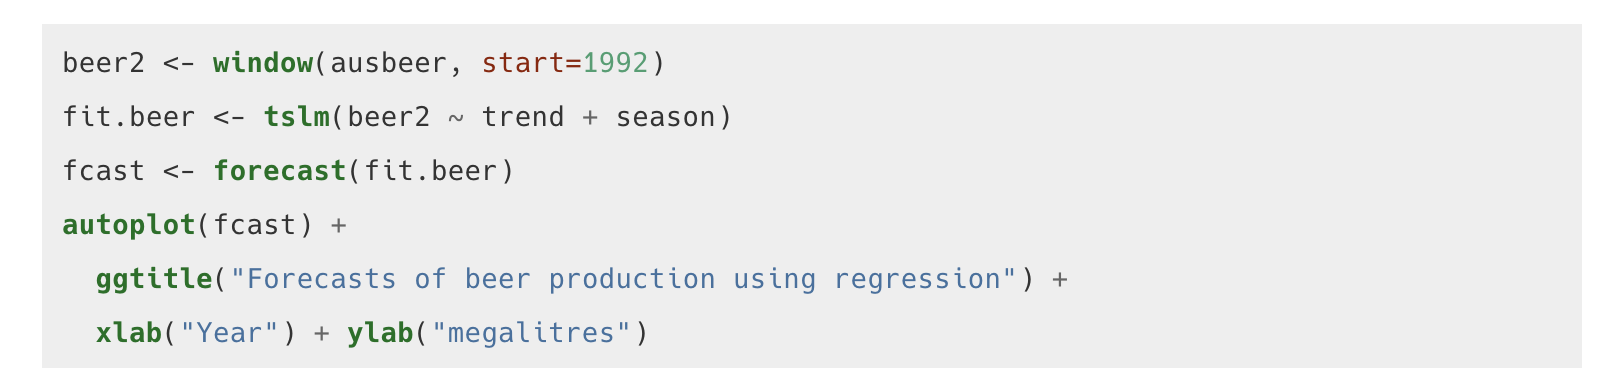 beer2 <- window(ausbeer, start=1992)
fit.beer <- tslm(beer2 ~ trend + season)
fcast <- forecast(fit.beer)
autoplot(fcast) +
  ggtitle("Forecasts of beer production using regression") +
  xlab("Year") + ylab("megalitres")